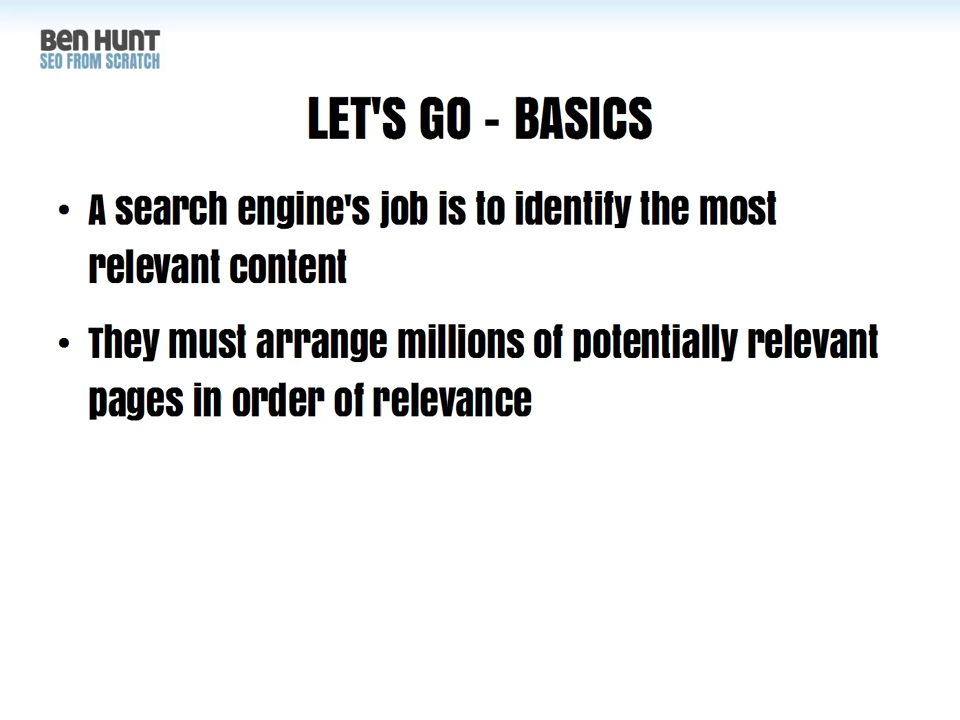 Ben Hunt
SEO FROM SCRATCH
LET'S GO - BASICS
• A search engine's job is to identify the most
relevant content
• They must arrange millions of potentially relevant
pages in order of relevance